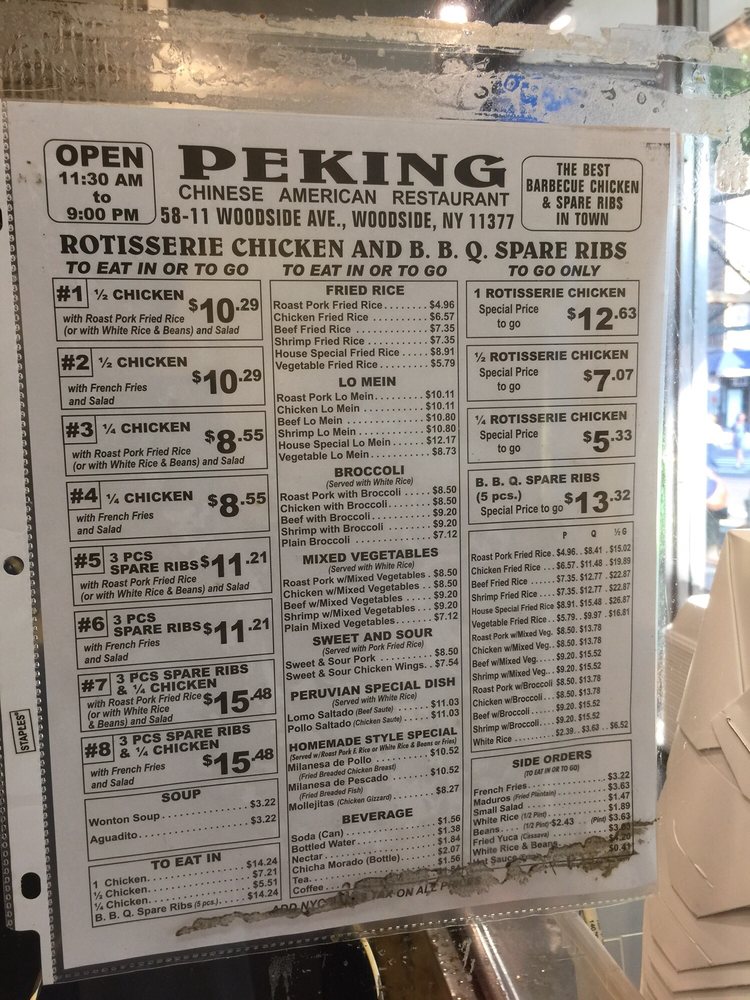 OPEN
11:30 AM
to
9:00 PM
PEKING
CHINESE AMERICAN RESTAURANT
58-11 WOODSIDE AVE., WOODSIDE, NY 11377
THE BEST
BARBECUE CHICKEN
& SPARE RIBS
IN TOWN
ROTISSERIE CHICKEN AND B. B. Q. SPARE RIBS
TO EAT IN OR TO GO
#1 ½ CHICKEN $10.29
with Roast Pork Fried Rice
(or with White Rice & Beans) and Salad
#2 ½ CHICKEN $10.29
with French Fries
and Salad
#3 ¼ CHICKEN $8.55
with Roast Pork Fried Rice
(or with White Rice & Beans) and Salad
#4 ¼ CHICKEN $8.55
with French Fries
and Salad
#5 3 PCS
SPARE RIBS $11.21
with Roast Pork Fried Rice
(or with White Rice & Beans) and Salad
#6 3 PCS
SPARE RIBS $11.21
with French Fries
and Salad
#7 3 PCS SPARE RIBS
& ¼ CHICKEN
with Roast Pork Fried Rice $15.48
(or with White Rice
& Beans) and Salad
#8 3 PCS SPARE RIBS
& ¼ CHICKEN
with French Fries $15.48
and Salad
SOUP
Wonton Soup $3.22
Aguadito $3.22
TO EAT IN
1 Chicken $14.24
½ Chicken $7.21
¼ Chicken $5.51
B. B. Q. Spare Ribs (5 pcs.) $14.24
TO EAT IN OR TO GO
FRIED RICE
Roast Pork Fried Rice $4.96
Chicken Fried Rice $6.57
Beef Fried Rice $7.35
Shrimp Fried Rice $7.35
House Special Fried Rice $8.91
Vegetable Fried Rice $5.79
LO MEIN
Roast Pork Lo Mein $10.11
Chicken Lo Mein $10.11
Beef Lo Mein $10.80
Shrimp Lo Mein $10.80
House Special Lo Mein $12.17
Vegetable Lo Mein $8.73
BROCCOLI
(Served with White Rice)
Roast Pork with Broccoli $8.50
Chicken with Broccoli $8.50
Beef with Broccoli $9.20
Shrimp with Broccoli $9.20
Plain Broccoli $7.12
MIXED VEGETABLES
(Served with White Rice)
Roast Pork w/Mixed Vegetables $8.50
Chicken w/Mixed Vegetables $8.50
Beef w/Mixed Vegetables $9.20
Shrimp w/Mixed Vegetables $9.20
Plain Mixed Vegetables $7.12
SWEET AND SOUR
(Served with Pork Fried Rice)
Sweet & Sour Pork $8.50
Sweet & Sour Chicken Wings $7.54
PERUVIAN SPECIAL DISH
(Served with White Rice)
Lomo Saltado (Beef Saute) $11.03
Pollo Saltado (Chicken Saute) $11.03
HOMEMADE STYLE SPECIAL
(Served w/Roast Pork F. Rice or White Rice & Beans or Fries)
Milanesa de Pollo $10.52
(Fried Breaded Chicken Breast)
Milanesa de Pescado $10.52
(Fried Breaded Fish)
Mollejitas (Chicken Gizzard) $8.27
BEVERAGE
Soda (Can) $1.56
Bottled Water $1.38
Nectar $1.84
Chicha Morado (Bottle) $2.07
Tea $1.56
Coffee
TO GO ONLY
1 ROTISSERIE CHICKEN
Special Price
to go $12.63
½ ROTISSERIE CHICKEN
Special Price
to go $7.07
¼ ROTISSERIE CHICKEN
Special Price
to go $5.33
B. B. Q. SPARE RIBS
(5 pcs.)
Special Price to go $13.32
P Q ½ G
Roast Pork Fried Rice $4.96 $8.41 $15.02
Chicken Fried Rice $6.57 $11.48 $19.89
Beef Fried Rice $7.35 $12.77 $22.87
Shrimp Fried Rice $7.35 $12.77 $22.87
House Special Fried Rice $8.91 $15.48 $26.87
Vegetable Fried Rice $5.79 $9.97 $16.81
Roast Pork w/Mixed Veg. $8.50 $13.78
Chicken w/Mixed Veg. $8.50 $13.78
Beef w/Mixed Veg. $9.20 $15.52
Shrimp w/Mixed Veg. $9.20 $15.52
Roast Pork w/Broccoli $8.50 $13.78
Chicken w/Broccoli $8.50 $13.78
Beef w/Broccoli $9.20 $15.52
Shrimp w/Broccoli $9.20 $15.52
White Rice $2.39 $3.63 $6.52
SIDE ORDERS
(TO EAT IN OR TO GO)
French Fries $3.22
Maduros (Fried Plantain) $3.63
Small Salad $1.47
White Rice (1/2 Pint) $1.89
Beans (1/2 Pint) $2.43 (Pint) $3.63
Fried Yuca (Cassava)
White Rice & Beans
Hot Sauce
ADD NYC TAX ON ALL
STAPLES